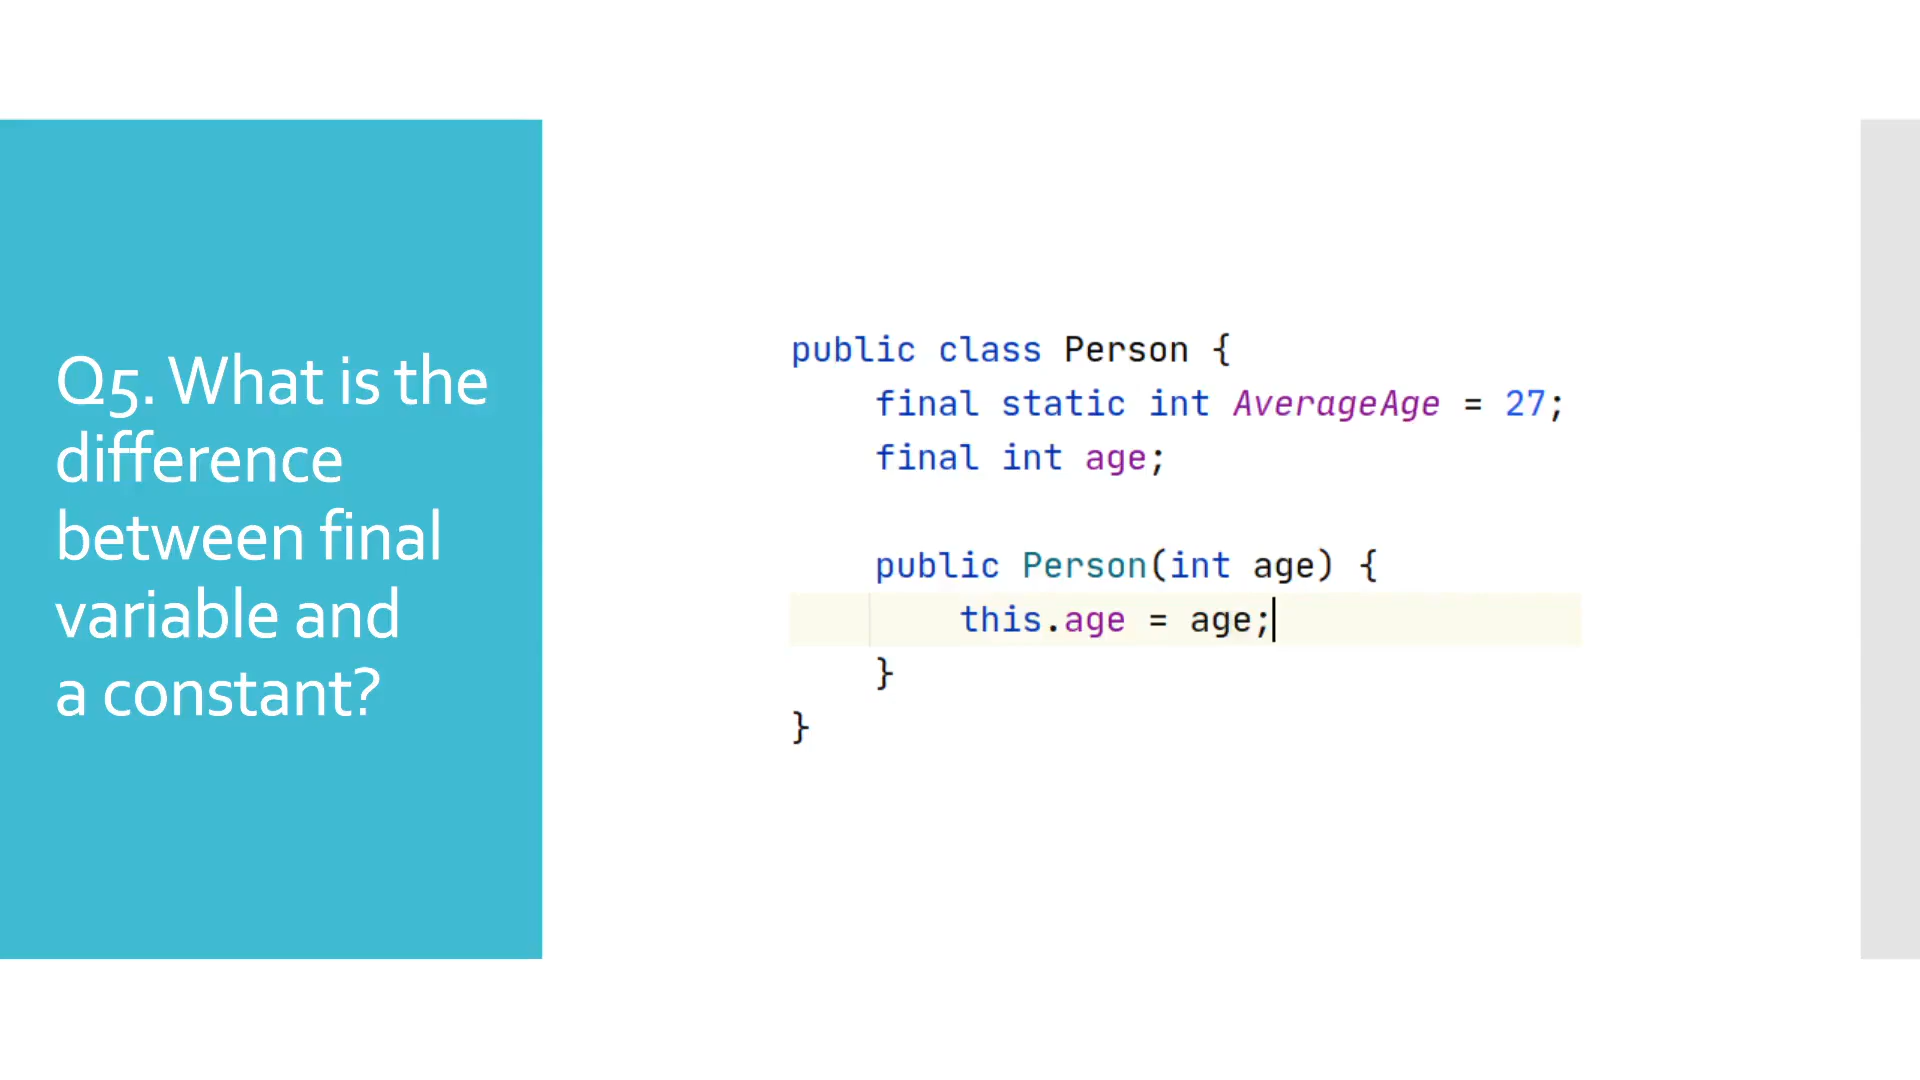 Q5. What is the
difference
between final
variable and
a constant?
public class Person {
    final static int AverageAge = 27;
    final int age;
    public Person(int age) {
        this.age = age;
    }
}